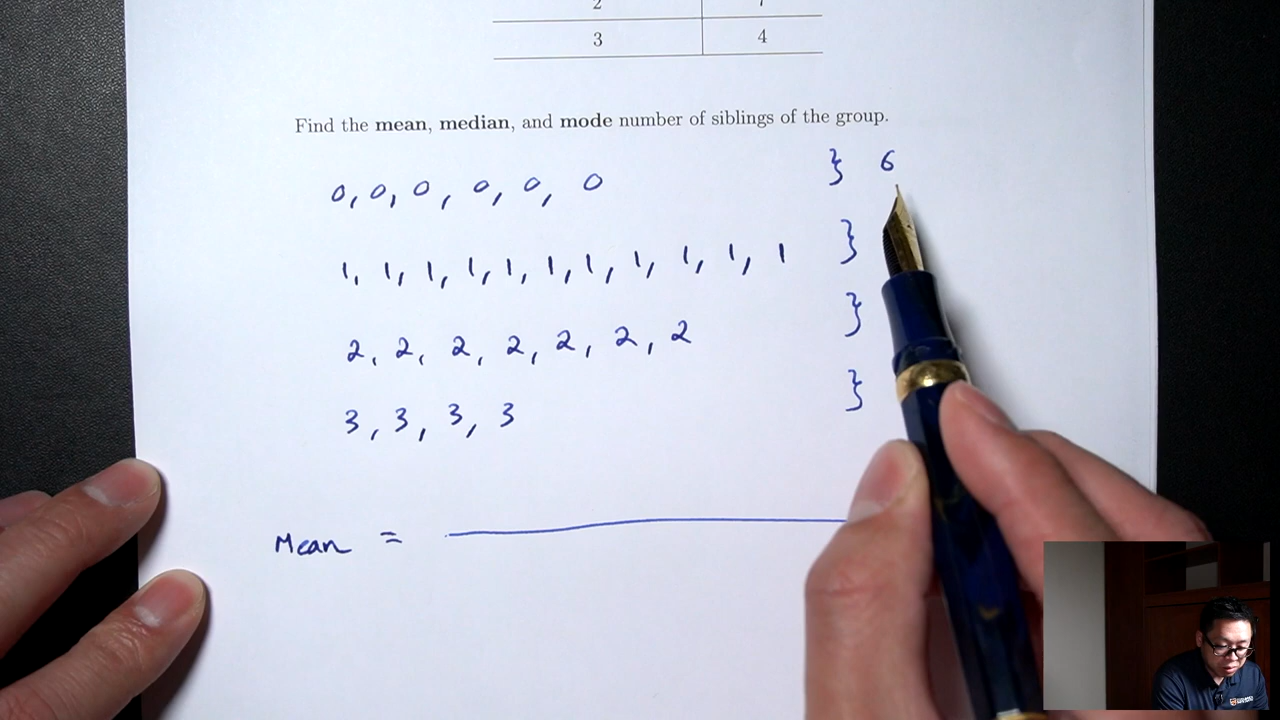 2 7
3 4
Find the mean, median, and mode number of siblings of the group.
0, 0, 0, 0, 0, 0 } 6
1, 1, 1, 1, 1, 1, 1, 1, 1, 1, 1 }
2, 2, 2, 2, 2, 2, 2 }
3, 3, 3, 3 }
Mean =